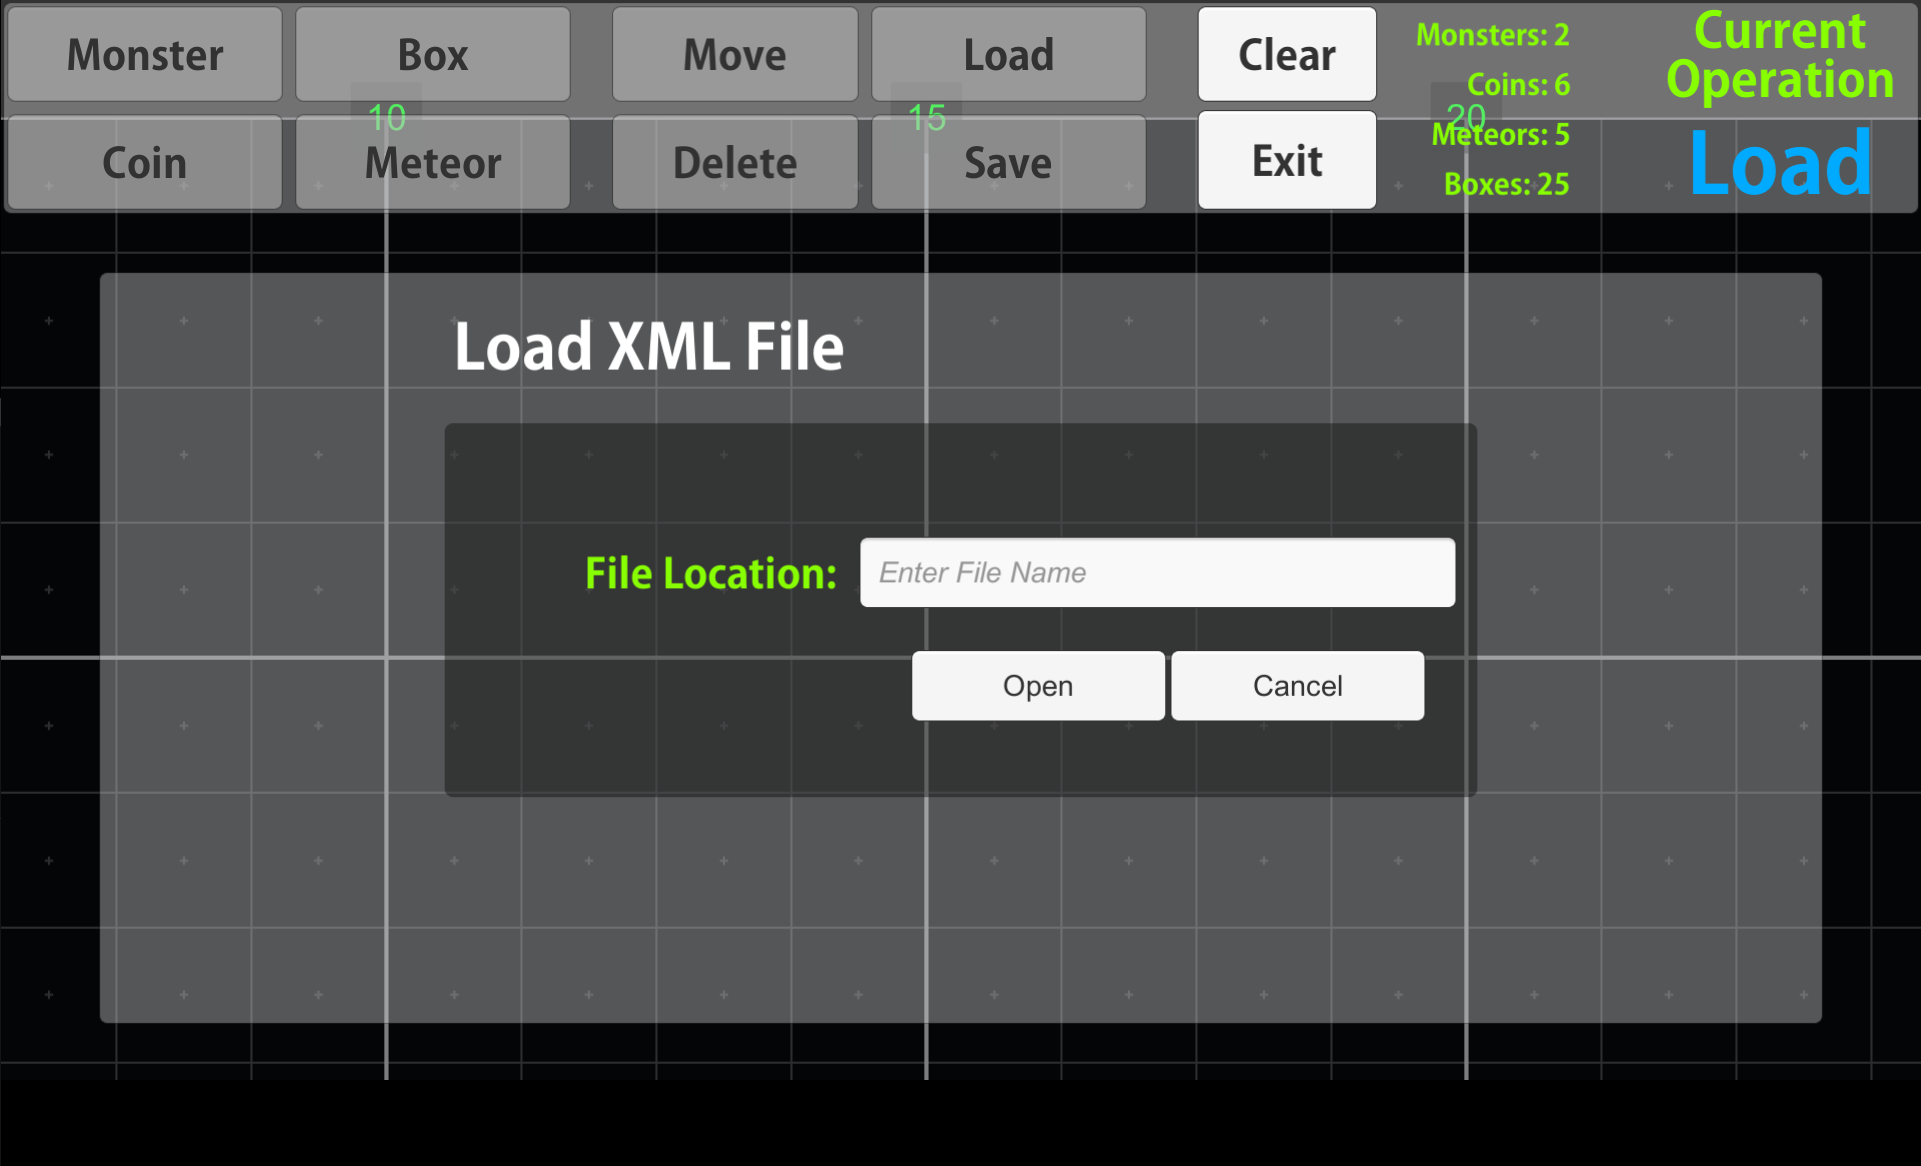 Monster
Box
Move
Load
Clear
Monsters: 2
Current
Operation
Coins: 6
10
15
20
Meteors: 5
Coin
Meteor
Delete
Save
Exit
Boxes: 25
Load
Load XML File
File Location:
Enter File Name
Open
Cancel